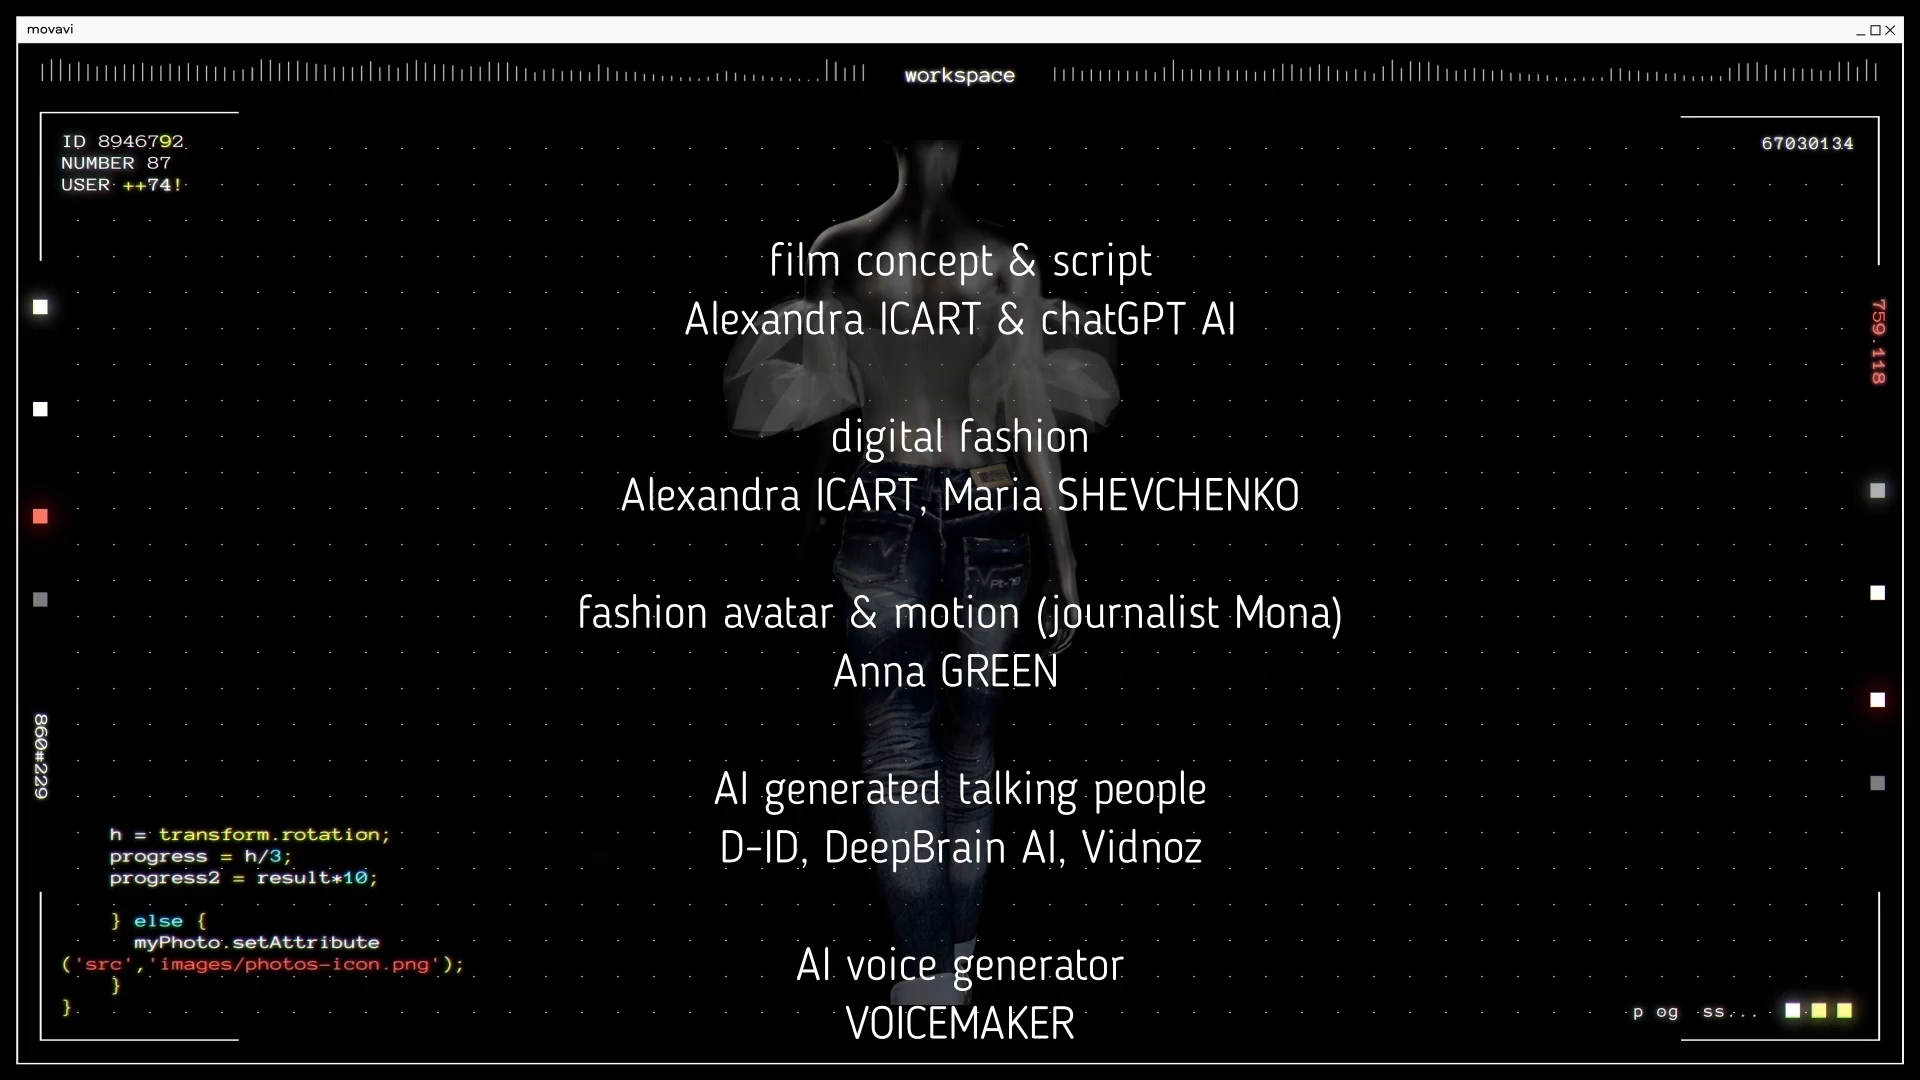 movavi
workspace
ID 8946792
NUMBER 87
USER ++74!
67030134
film concept & script
Alexandra ICART & chatGPT AI
759.118
digital fashion
Alexandra ICART, Maria SHEVCHENKO
Pt-79
fashion avatar & motion (journalist Mona)
Anna GREEN
860#229
AI generated talking people
D-ID, DeepBrain AI, Vidnoz
h = transform.rotation;
progress = h/3;
progress2 = result*10;
} else {
myPhoto.setAttribute
('src','images/photos-icon.png');
}
}
AI voice generator
VOICEMAKER
p og ss...